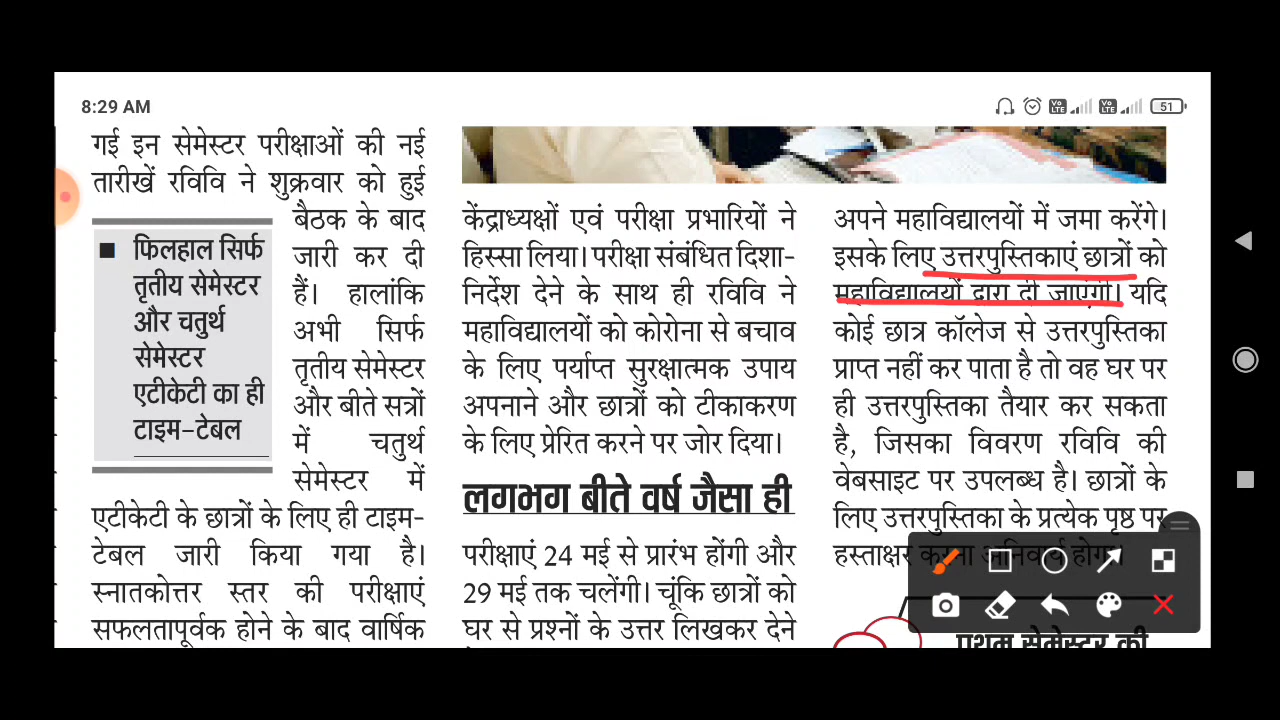 8:29 AM
51
गई इन सेमेस्टर परीक्षाओं की नई
तारीखें रविवि ने शुक्रवार को हुई
बैठक के बाद
जारी कर दी
हैं। हालांकि
अभी सिर्फ
तृतीय सेमेस्टर
और बीते सत्रों
में चतुर्थ
सेमेस्टर में
फिलहाल सिर्फ
तृतीय सेमेस्टर
और चतुर्थ
सेमेस्टर
एटीकेटी का ही
टाइम-टेबल
एटीकेटी के छात्रों के लिए ही टाइम-
टेबल जारी किया गया है।
स्नातकोत्तर स्तर की परीक्षाएं
सफलतापूर्वक होने के बाद वार्षिक
केंद्राध्यक्षों एवं परीक्षा प्रभारियों ने
हिस्सा लिया। परीक्षा संबंधित दिशा-
निर्देश देने के साथ ही रविवि ने
महाविद्यालयों को कोरोना से बचाव
के लिए पर्याप्त सुरक्षात्मक उपाय
अपनाने और छात्रों को टीकाकरण
के लिए प्रेरित करने पर जोर दिया।
लगभग बीते वर्ष जैसा ही
परीक्षाएं 24 मई से प्रारंभ होंगी और
29 मई तक चलेंगी। चूंकि छात्रों को
घर से प्रश्नों के उत्तर लिखकर देने
अपने महाविद्यालयों में जमा करेंगे।
इसके लिए उत्तरपुस्तिकाएं छात्रों को
महाविद्यालयों द्वारा दी जाएंगी। यदि
कोई छात्र कॉलेज से उत्तरपुस्तिका
प्राप्त नहीं कर पाता है तो वह घर पर
ही उत्तरपुस्तिका तैयार कर सकता
है, जिसका विवरण रविवि की
वेबसाइट पर उपलब्ध है। छात्रों के
लिए उत्तरपुस्तिका के प्रत्येक पृष्ठ पर
हस्ताक्षर करना अनिवार्य होगा।
प्रथम सेमेस्टर की